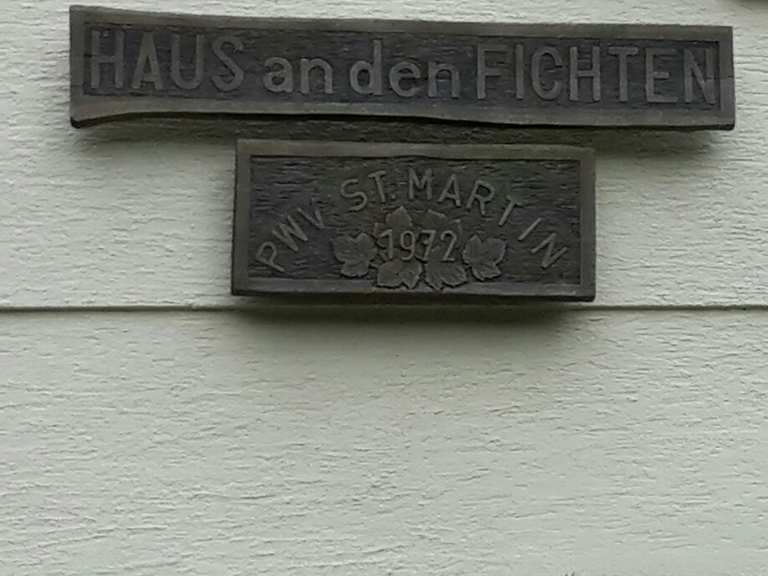 HAUS an den FICHTEN
PWV ST. MARTIN
1972